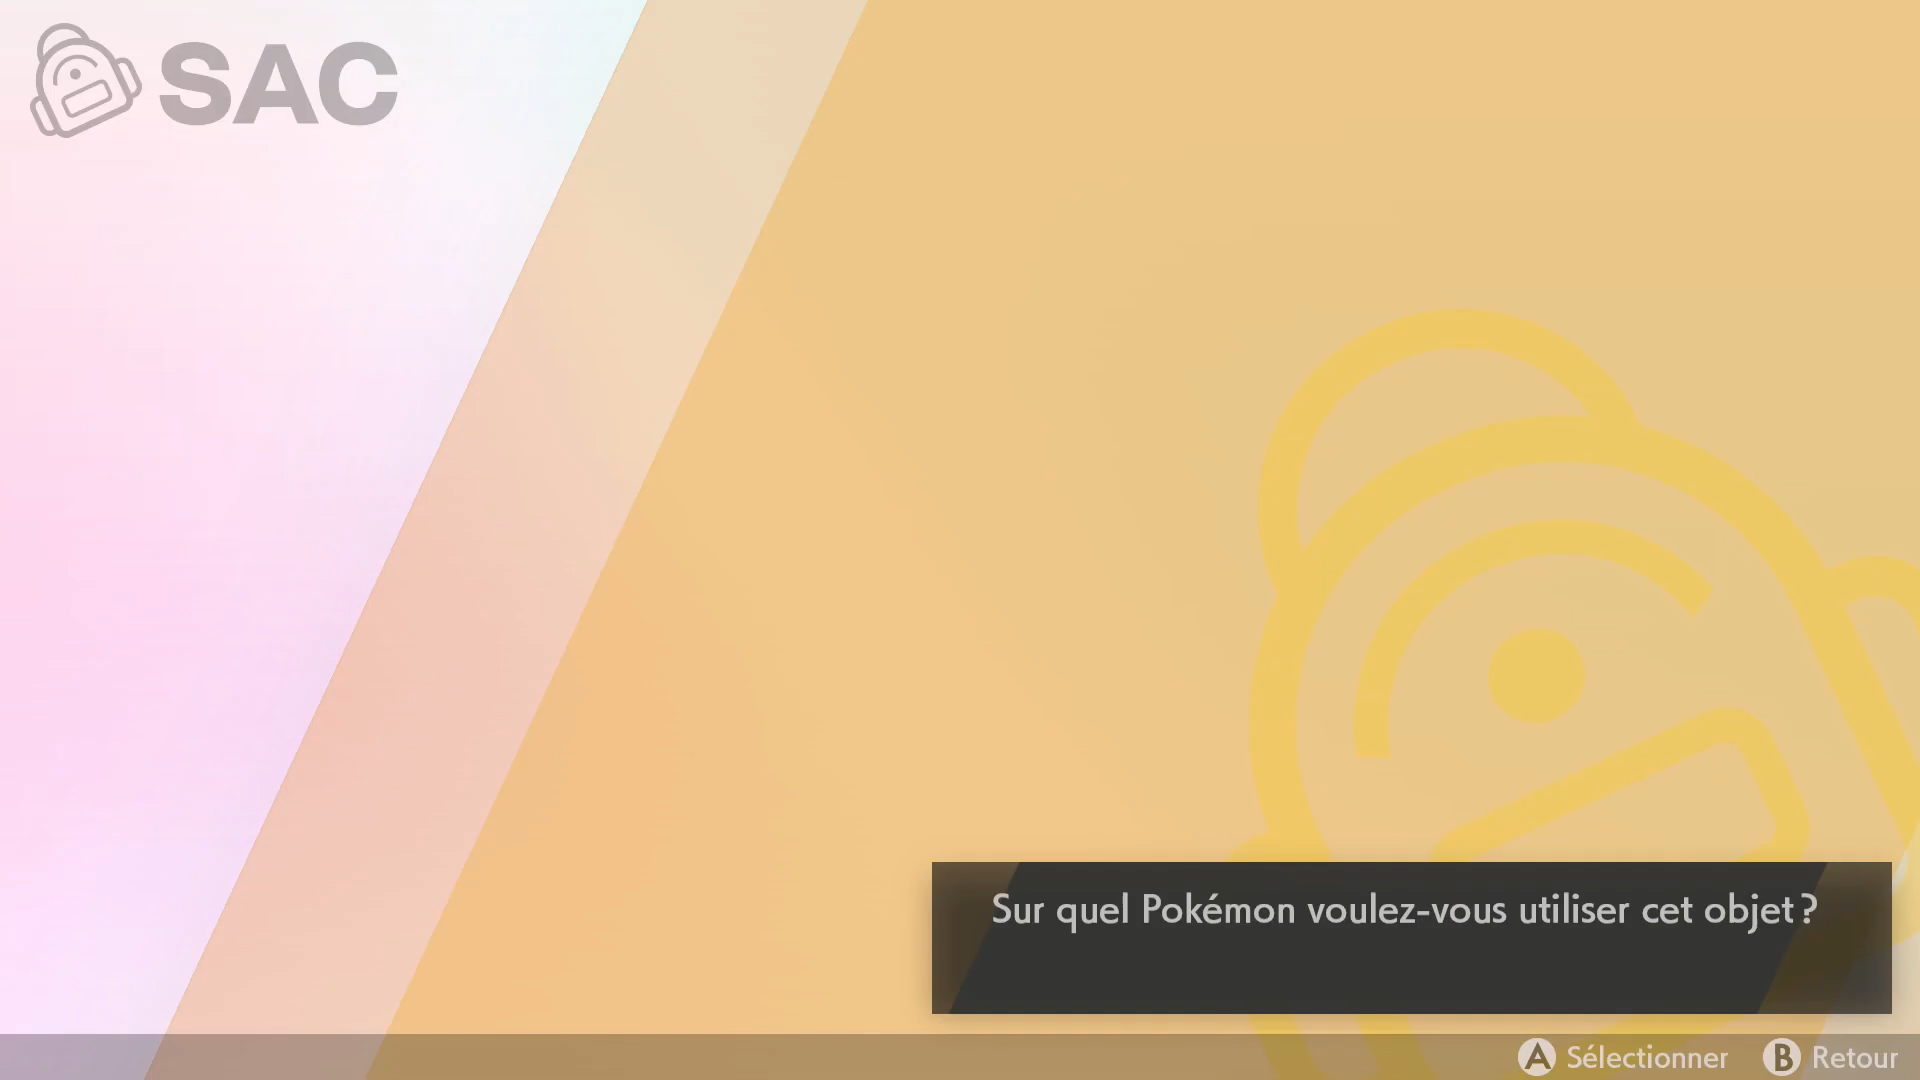 SAC
Sur quel Pokémon voulez-vous utiliser cet objet ?
A Sélectionner B Retour